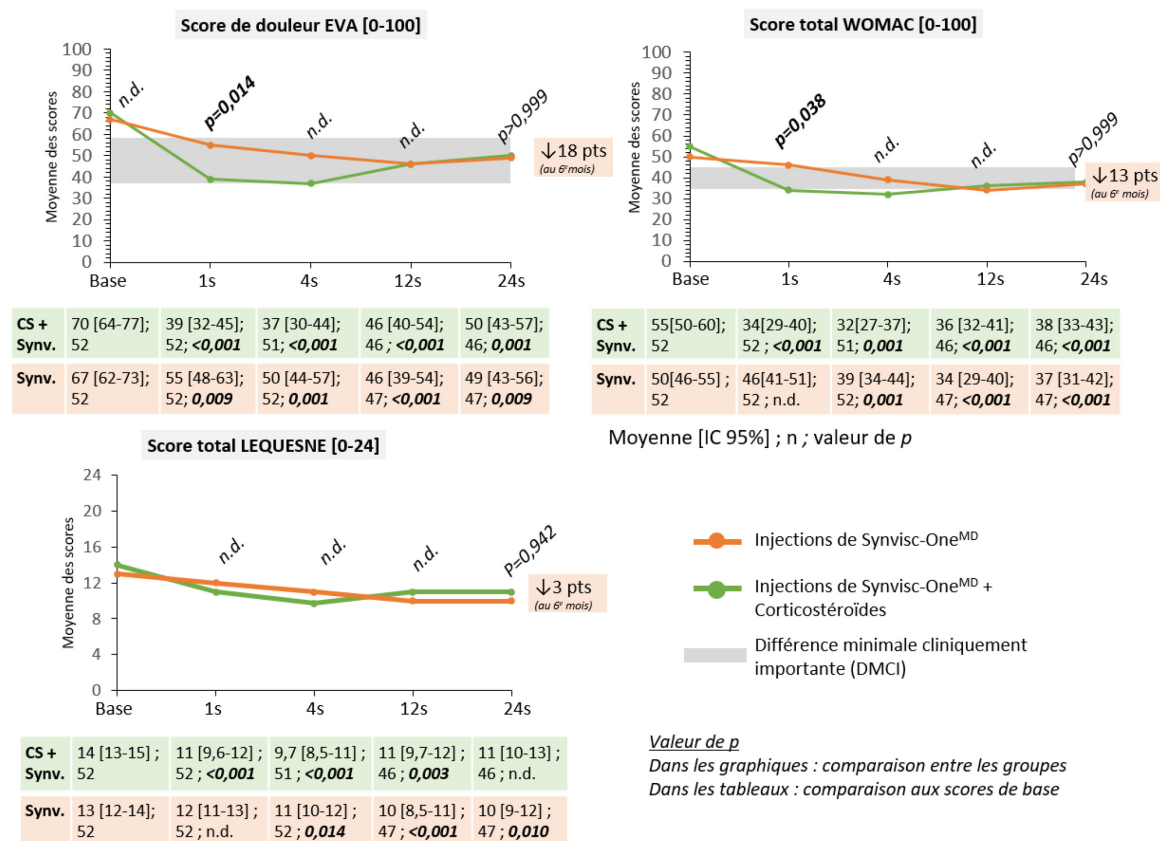 Score de douleur EVA [0-100]
Moyenne des scores
100
90
80
70
60
50
40
30
20
10
0
n.d.
p=0,014
n.d.
n.d.
p>0,999
↓18 pts
(au 6e mois)
Base 1s 4s 12s 24s
CS + Synv. 70 [64-77]; 52 39 [32-45]; 52; <0,001 37 [30-44]; 51; <0,001 46 [40-54]; 46 ; <0,001 50 [43-57]; 46; 0,001
Synv. 67 [62-73]; 52 55 [48-63]; 52; 0,009 50 [44-57]; 52; 0,001 46 [39-54]; 47; <0,001 49 [43-56]; 47; 0,009
Score total WOMAC [0-100]
Moyenne des scores
100
90
80
70
60
50
40
30
20
10
0
p=0,038
n.d.
n.d.
p>0,999
↓13 pts
(au 6e mois)
Base 1s 4s 12s 24s
CS + Synv. 55[50-60]; 52 34[29-40]; 52 ; <0,001 32[27-37]; 51; 0,001 36 [32-41]; 46; <0,001 38 [33-43]; 46; <0,001
Synv. 50[46-55] ; 52 46[41-51]; 52 ; n.d. 39 [34-44]; 52; 0,001 34 [29-40]; 47; <0,001 37 [31-42]; 47; <0,001
Moyenne [IC 95%] ; n ; valeur de p
Score total LEQUESNE [0-24]
Moyenne des scores
24
20
16
12
8
4
0
n.d.
n.d.
n.d.
P=0,942
↓3 pts
(au 6e mois)
Base 1s 4s 12s 24s
CS + Synv. 14 [13-15] ; 52 11 [9,6-12] ; 52 ; <0,001 9,7 [8,5-11] ; 51 ; <0,001 11 [9,7-12] ; 46 ; 0,003 11 [10-13] ; 46 ; n.d.
Synv. 13 [12-14]; 52 12 [11-13] ; 52 ; n.d. 11 [10-12] ; 52 ; 0,014 10 [8,5-11] ; 47 ; <0,001 10 [9-12] ; 47 ; 0,010
Injections de Synvisc-OneMD
Injections de Synvisc-OneMD +
Corticostéroïdes
Différence minimale cliniquement
importante (DMCI)
Valeur de p
Dans les graphiques : comparaison entre les groupes
Dans les tableaux : comparaison aux scores de base